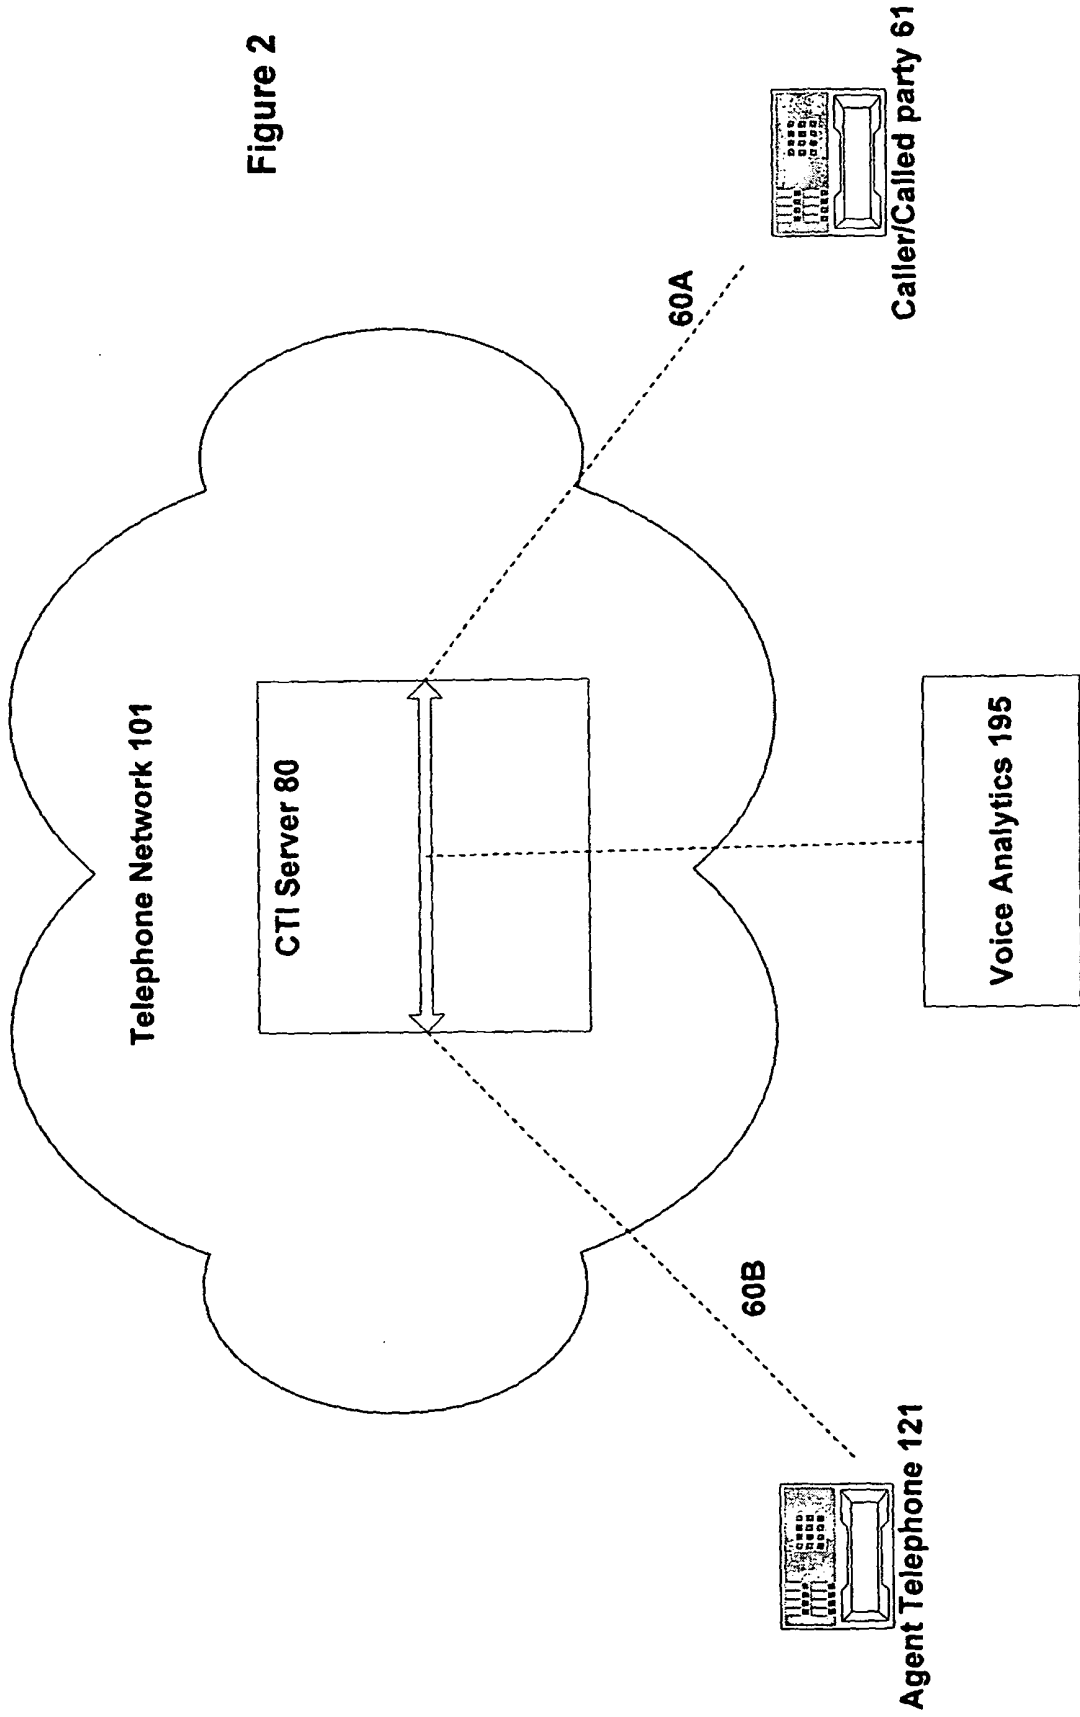 Figure 2
Telephone Network 101
CTI Server 80
60B
60A
Agent Telephone 121
Voice Analytics 195
Caller/Called party 61